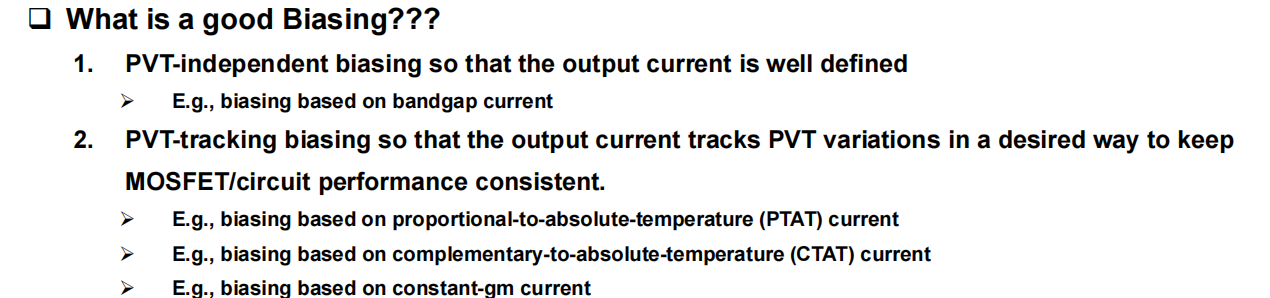 ❑ What is a good Biasing???
1. PVT-independent biasing so that the output current is well defined
➢ E.g., biasing based on bandgap current
2. PVT-tracking biasing so that the output current tracks PVT variations in a desired way to keep
MOSFET/circuit performance consistent.
➢ E.g., biasing based on proportional-to-absolute-temperature (PTAT) current
➢ E.g., biasing based on complementary-to-absolute-temperature (CTAT) current
➢ E.g., biasing based on constant-gm current